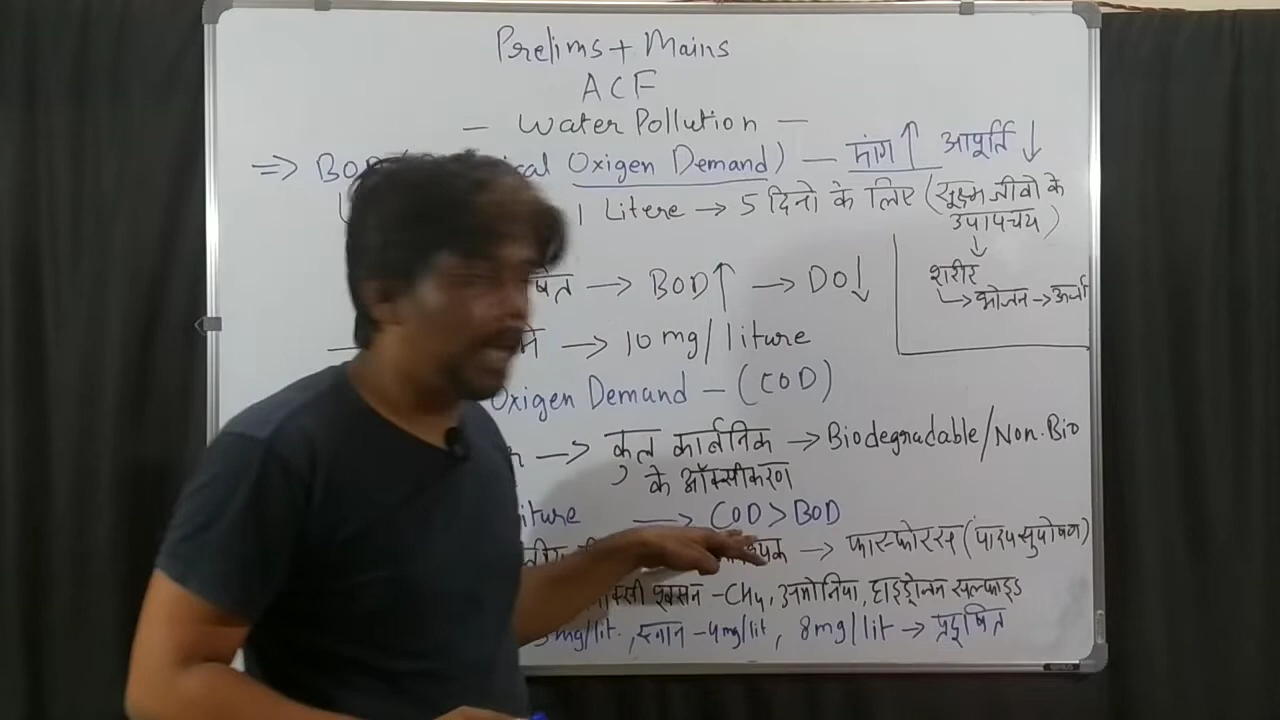 Prelims + Mains
ACF
— Water Pollution —
=> BOD ical Oxigen Demand) — मांग ↑ आपूर्ति ↓
1 Litere → 5 दिनो के लिए (सूक्ष्म जीवो के
उपापचय)
↓
शरीर
↳ भोजन → ऊर्जा
षित → BOD ↑ → DO ↓
में → 10 mg/liture
Oxigen Demand — (COD)
n → कुल कार्बनिक → Biodegradable/Non.Bio
के ऑक्सीकरण
iture → COD > BOD
→ फास्फोरस (पादप सुपोषण)
- CH4, अमोनिया, हाइड्रोजन सल्फाइड
3mg/lit., स्नान - 4mg/lit, 8mg/lit → प्रदूषित